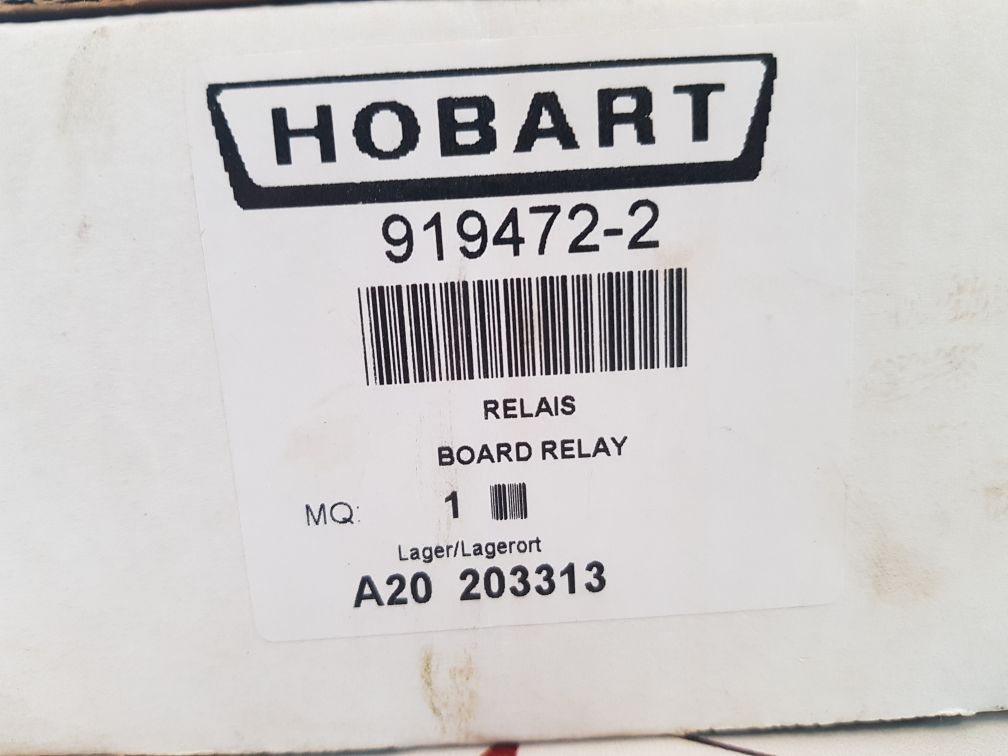 HOBART
919472-2
RELAIS
BOARD RELAY
MQ: 1
Lager/Lagerort
A20 203313